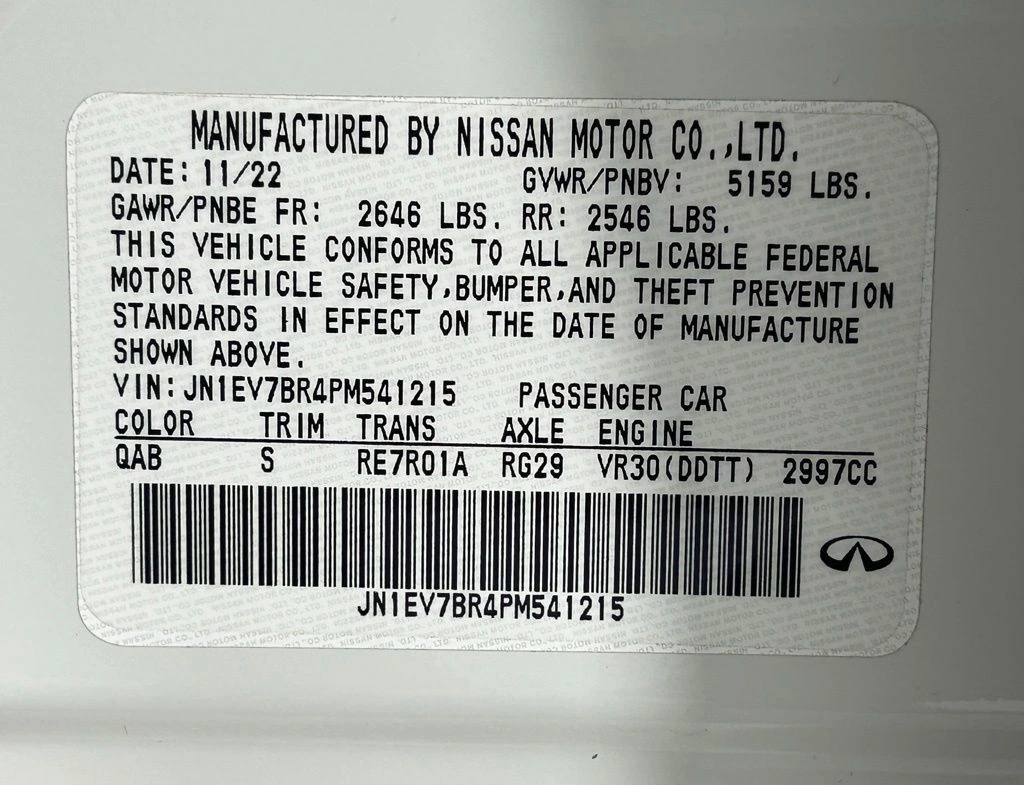 MANUFACTURED BY NISSAN MOTOR CO.,LTD.
DATE: 11/22 GVWR/PNBV: 5159 LBS.
GAWR/PNBE FR: 2646 LBS. RR: 2546 LBS.
THIS VEHICLE CONFORMS TO ALL APPLICABLE FEDERAL
MOTOR VEHICLE SAFETY,BUMPER,AND THEFT PREVENTION
STANDARDS IN EFFECT ON THE DATE OF MANUFACTURE
SHOWN ABOVE.
VIN:JN1EV7BR4PM541215 PASSENGER CAR
COLOR TRIM TRANS AXLE ENGINE
QAB S RE7R01A RG29 VR30(DDTT) 2997CC
JN1EV7BR4PM541215